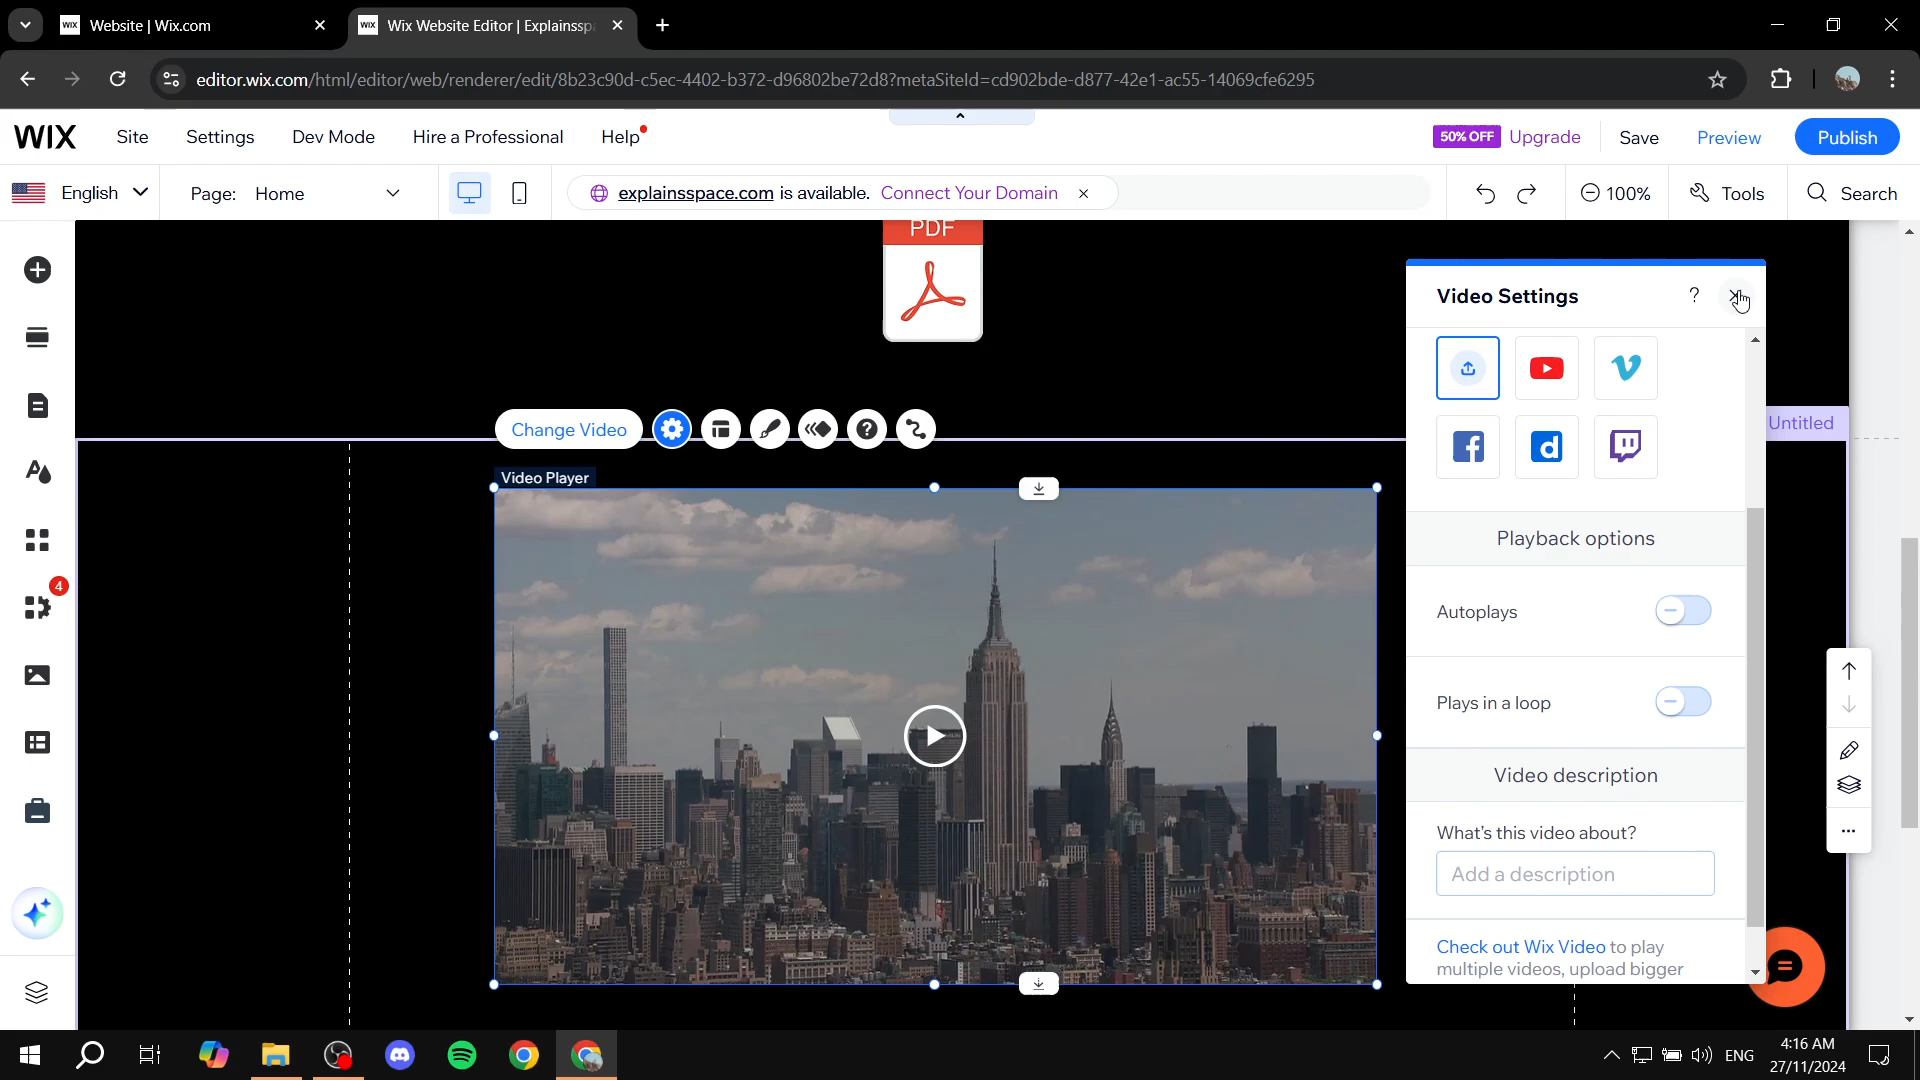 WIX Website | Wix.com
WIX Wix Website Editor | Explainssp
editor.wix.com/html/editor/web/renderer/edit/8b23c90d-c5ec-4402-b372-d96802be72d8?metaSiteId=cd902bde-d877-42e1-ac55-14069cfe6295
WIX Site Settings Dev Mode Hire a Professional Help 50% OFF Upgrade Save Preview Publish
English Page: Home explainsspace.com is available. Connect Your Domain 100% Tools Search
PDF
Video Settings ?
Untitled
Change Video ?
Video Player
Playback options
Autoplays
4
Plays in a loop
Video description
What's this video about?
Add a description
Check out Wix Video to play
multiple videos, upload bigger
ENG
4:16 AM
27/11/2024